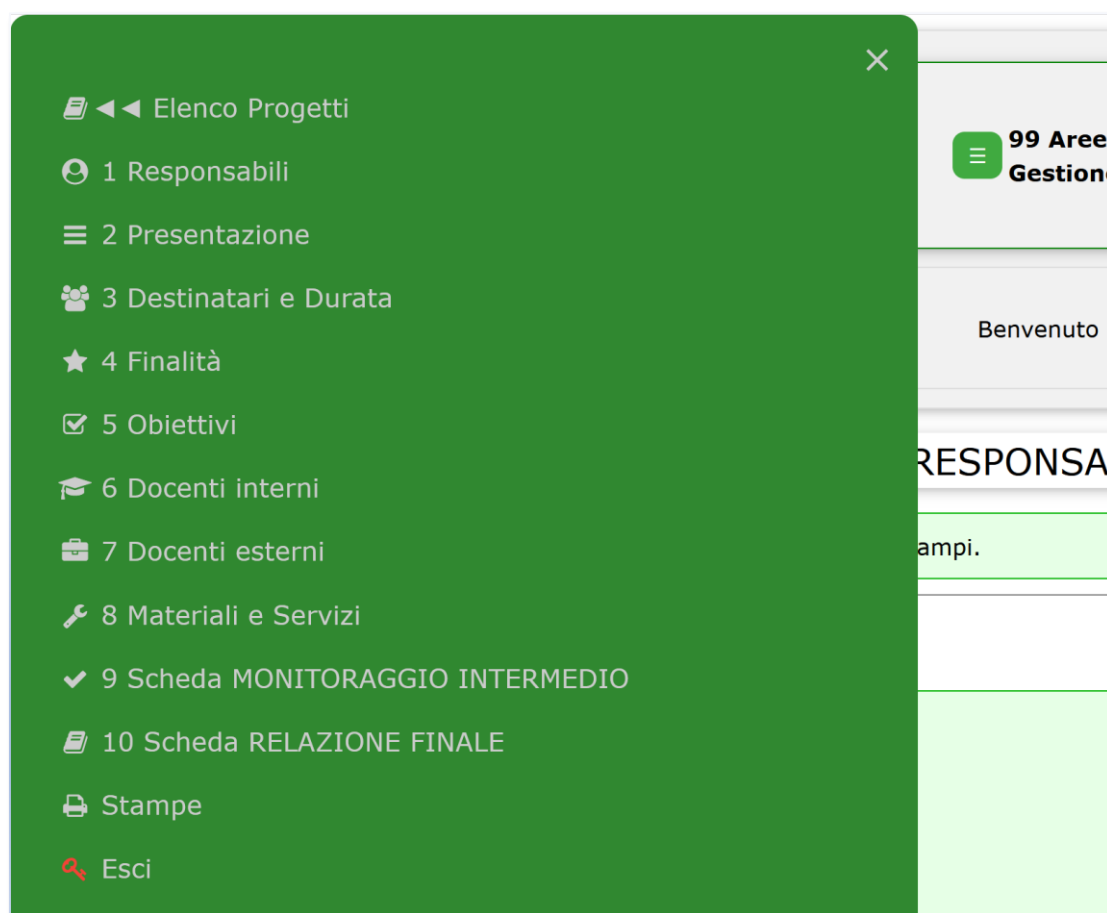 ◄◄ Elenco Progetti
1 Responsabili
2 Presentazione
3 Destinatari e Durata
4 Finalità
5 Obiettivi
6 Docenti interni
7 Docenti esterni
8 Materiali e Servizi
9 Scheda MONITORAGGIO INTERMEDIO
10 Scheda RELAZIONE FINALE
Stampe
Esci
99 Aree
Gestion
Benvenuto
RESPONSA
ampi.